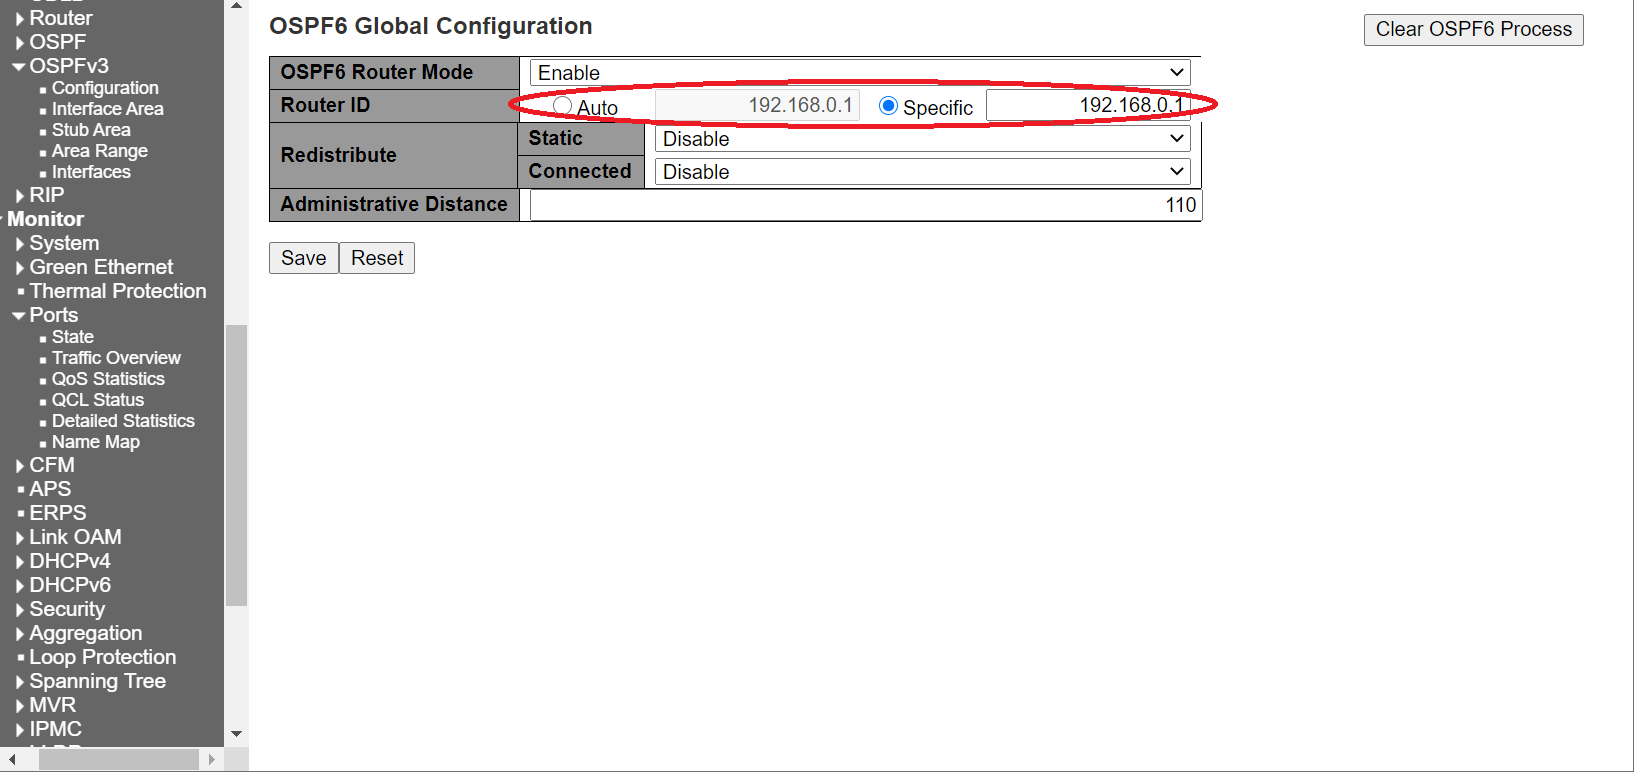 Router
OSPF
OSPFv3
Configuration
Interface Area
Stub Area
Area Range
Interfaces
RIP
Monitor
System
Green Ethernet
Thermal Protection
Ports
State
Traffic Overview
QoS Statistics
QCL Status
Detailed Statistics
Name Map
CFM
APS
ERPS
Link OAM
DHCPv4
DHCPv6
Security
Aggregation
Loop Protection
Spanning Tree
MVR
IPMC
OSPF6 Global Configuration
Clear OSPF6 Process
OSPF6 Router Mode Enable
Router ID Auto 192.168.0.1 Specific 192.168.0.1
Redistribute
Static Disable
Connected Disable
Administrative Distance 110
Save Reset